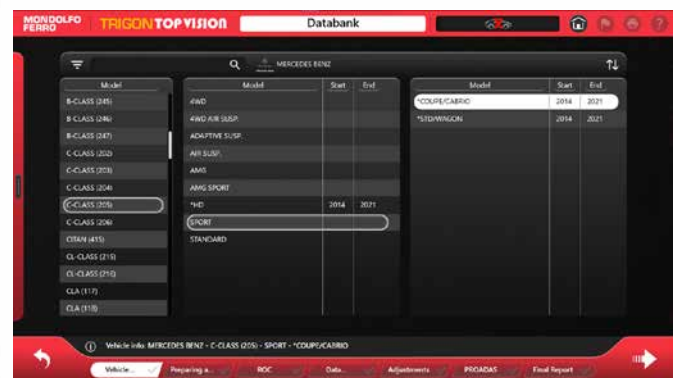 MONDOLFO
FERRO
TRIGON TOP VISION
Databank
MERCEDES BENZ
Model
B-CLASS (245)
B-CLASS (246)
B-CLASS (247)
C-CLASS (202)
C-CLASS (203)
C-CLASS (204)
C-CLASS (205)
C-CLASS (206)
CITAN (415)
CL-CLASS (215)
CL-CLASS (216)
CLA (117)
CLA (118)
Model Start End
4WD
4WD AIR SUSP.
ADAPTIVE SUSP.
AIR SUSP.
AMG
AMG SPORT
*HD 2014 2021
SPORT
STANDARD
Model Start End
*COUPE/CABRIO 2014 2021
*STD/WAGON 2014 2021
Vehicle info: MERCEDES BENZ - C-CLASS (205) - SPORT - *COUPE/CABRIO
Vehicle... Preparing a... ROC Data... Adjustments PROADAS Final Report